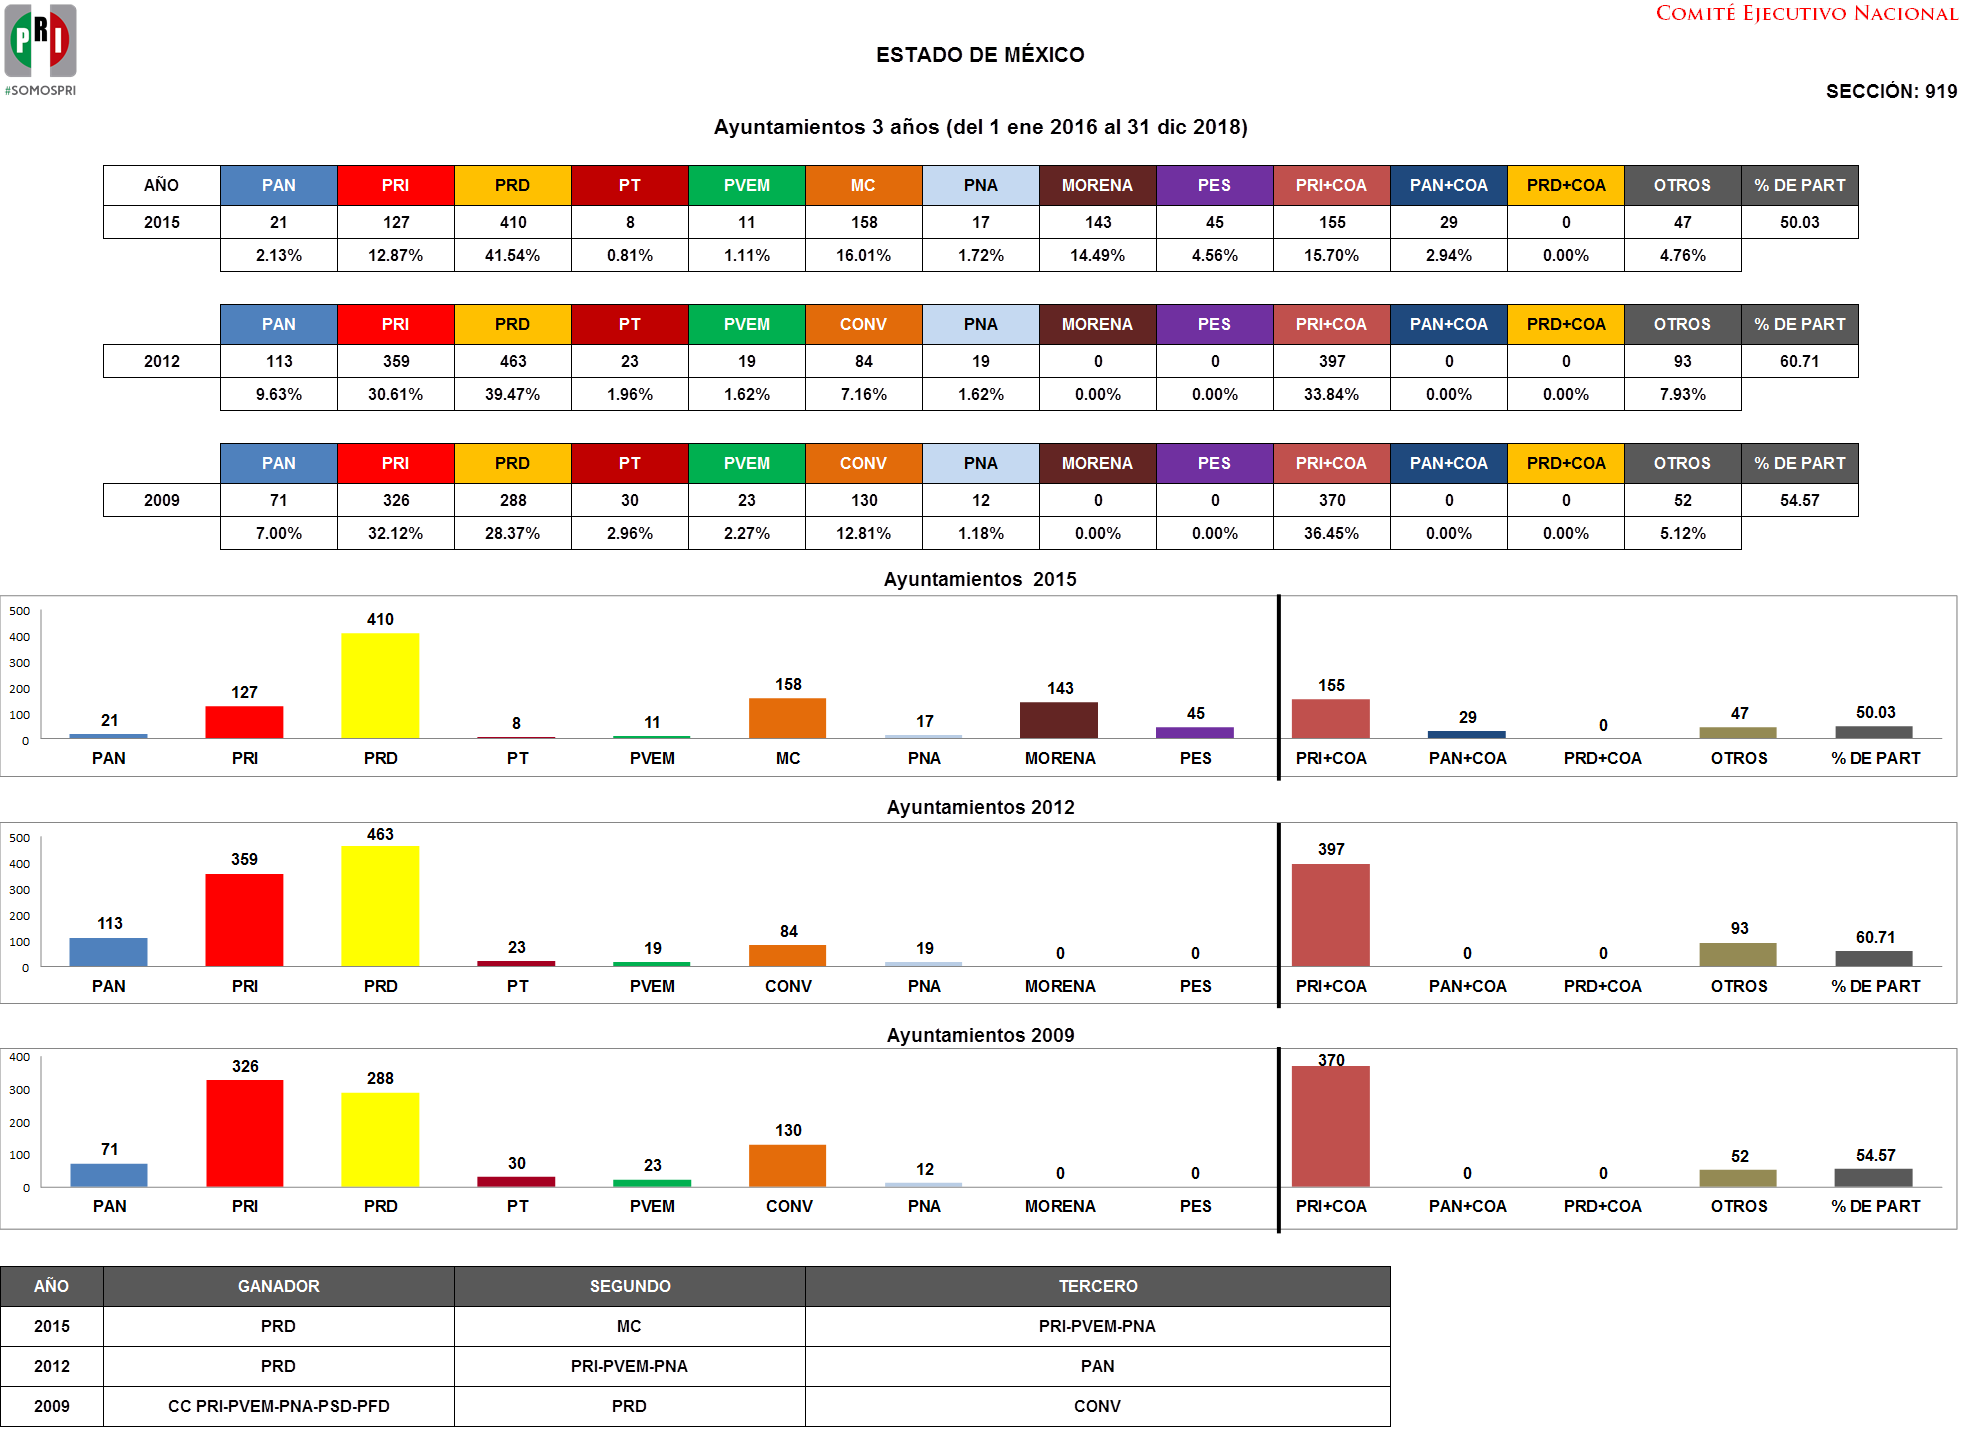 COMITÉ EJECUTIVO NACIONAL
PRI
#SOMOSPRI
ESTADO DE MÉXICO
SECCIÓN: 919
Ayuntamientos 3 años (del 1 ene 2016 al 31 dic 2018)
AÑO PAN PRI PRD PT PVEM MC PNA MORENA PES PRI+COA PAN+COA PRD+COA OTROS % DE PART
2015 21 127 410 8 11 158 17 143 45 155 29 0 47 50.03
2.13% 12.87% 41.54% 0.81% 1.11% 16.01% 1.72% 14.49% 4.56% 15.70% 2.94% 0.00% 4.76%
PAN PRI PRD PT PVEM CONV PNA MORENA PES PRI+COA PAN+COA PRD+COA OTROS % DE PART
2012 113 359 463 23 19 84 19 0 0 397 0 0 93 60.71
9.63% 30.61% 39.47% 1.96% 1.62% 7.16% 1.62% 0.00% 0.00% 33.84% 0.00% 0.00% 7.93%
PAN PRI PRD PT PVEM CONV PNA MORENA PES PRI+COA PAN+COA PRD+COA OTROS % DE PART
2009 71 326 288 30 23 130 12 0 0 370 0 0 52 54.57
7.00% 32.12% 28.37% 2.96% 2.27% 12.81% 1.18% 0.00% 0.00% 36.45% 0.00% 0.00% 5.12%
Ayuntamientos 2015
500
400
300
200
100
0
21 127 410 8 11 158 17 143 45 155 29 0 47 50.03
PAN PRI PRD PT PVEM MC PNA MORENA PES PRI+COA PAN+COA PRD+COA OTROS % DE PART
Ayuntamientos 2012
500
400
300
200
100
0
113 359 463 23 19 84 19 0 0 397 0 0 93 60.71
PAN PRI PRD PT PVEM CONV PNA MORENA PES PRI+COA PAN+COA PRD+COA OTROS % DE PART
Ayuntamientos 2009
400
300
200
100
0
71 326 288 30 23 130 12 0 0 370 0 0 52 54.57
PAN PRI PRD PT PVEM CONV PNA MORENA PES PRI+COA PAN+COA PRD+COA OTROS % DE PART
AÑO GANADOR SEGUNDO TERCERO
2015 PRD MC PRI-PVEM-PNA
2012 PRD PRI-PVEM-PNA PAN
2009 CC PRI-PVEM-PNA-PSD-PFD PRD CONV